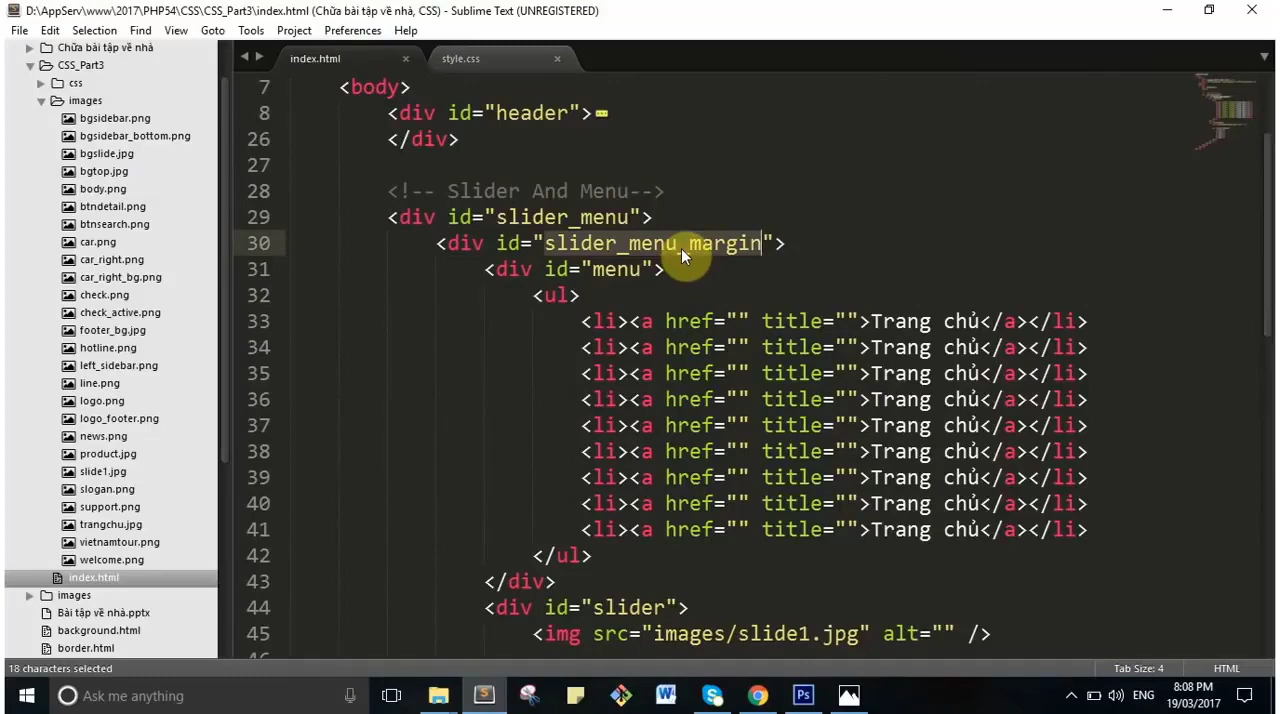 D:\AppServ\www\2017\PHP54\CSS\CSS_Part3\index.html (Chữa bài tập về nhà, CSS) - Sublime Text (UNREGISTERED)
File Edit Selection Find View Goto Tools Project Preferences Help
Chữa bài tập về nhà
CSS_Part3
css
images
bgsidebar.png
bgsidebar_bottom.png
bgslide.jpg
bgtop.jpg
body.png
btndetail.png
btnsearch.png
car.png
car_right.png
car_right_bg.png
check.png
check_active.png
footer_bg.jpg
hotline.png
left_sidebar.png
line.png
logo.png
logo_footer.png
news.png
product.jpg
slide1.jpg
slogan.png
support.png
trangchu.jpg
vietnamtour.png
welcome.png
index.html
images
Bài tập về nhà.pptx
background.html
border.html
index.html × style.css ×
7 <body>
8 <div id="header">
26 </div>
27
28 <!-- Slider And Menu-->
29 <div id="slider_menu">
30 <div id="slider_menu_margin">
31 <div id="menu">
32 <ul>
33 <li><a href="" title="">Trang chủ</a></li>
34 <li><a href="" title="">Trang chủ</a></li>
35 <li><a href="" title="">Trang chủ</a></li>
36 <li><a href="" title="">Trang chủ</a></li>
37 <li><a href="" title="">Trang chủ</a></li>
38 <li><a href="" title="">Trang chủ</a></li>
39 <li><a href="" title="">Trang chủ</a></li>
40 <li><a href="" title="">Trang chủ</a></li>
41 <li><a href="" title="">Trang chủ</a></li>
42 </ul>
43 </div>
44 <div id="slider">
45 <img src="images/slide1.jpg" alt="" />
18 characters selected Tab Size: 4 HTML
Ask me anything ENG 8:08 PM
19/03/2017